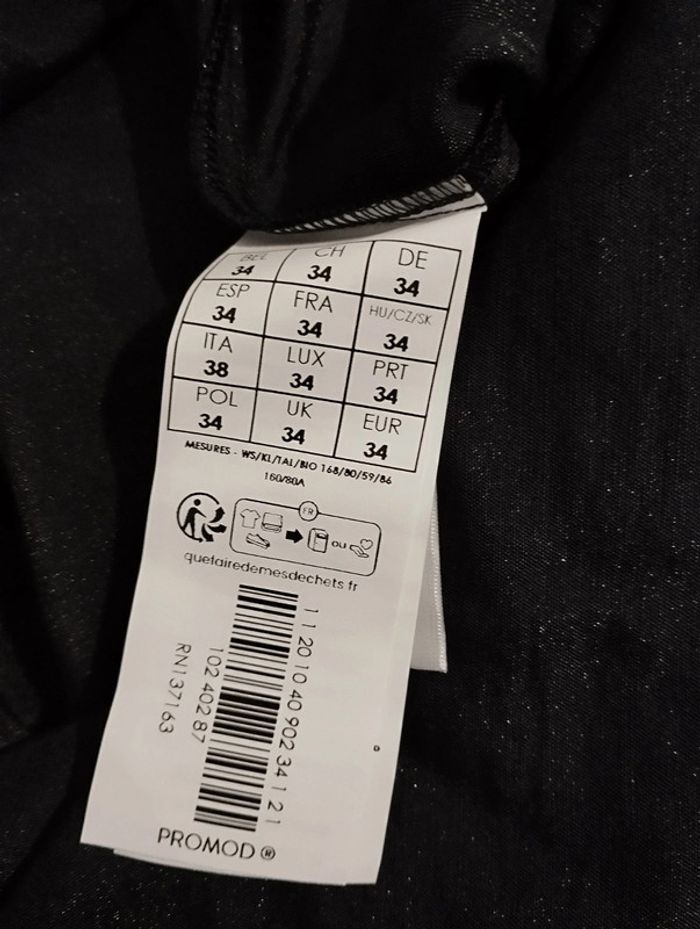 BEL CH DE
34 34 34
ESP FRA HU/CZ/SK
34 34 34
ITA LUX PRT
38 34 34
POL UK EUR
34 34 34
MESURES - WS/KL/TAL/BIO 168/80/59/86
160/80A
FR
ou
quefairedemesdechets.fr
1 1 20 10 40 902 34 1 21
102 402 87
RN137163
PROMOD ®